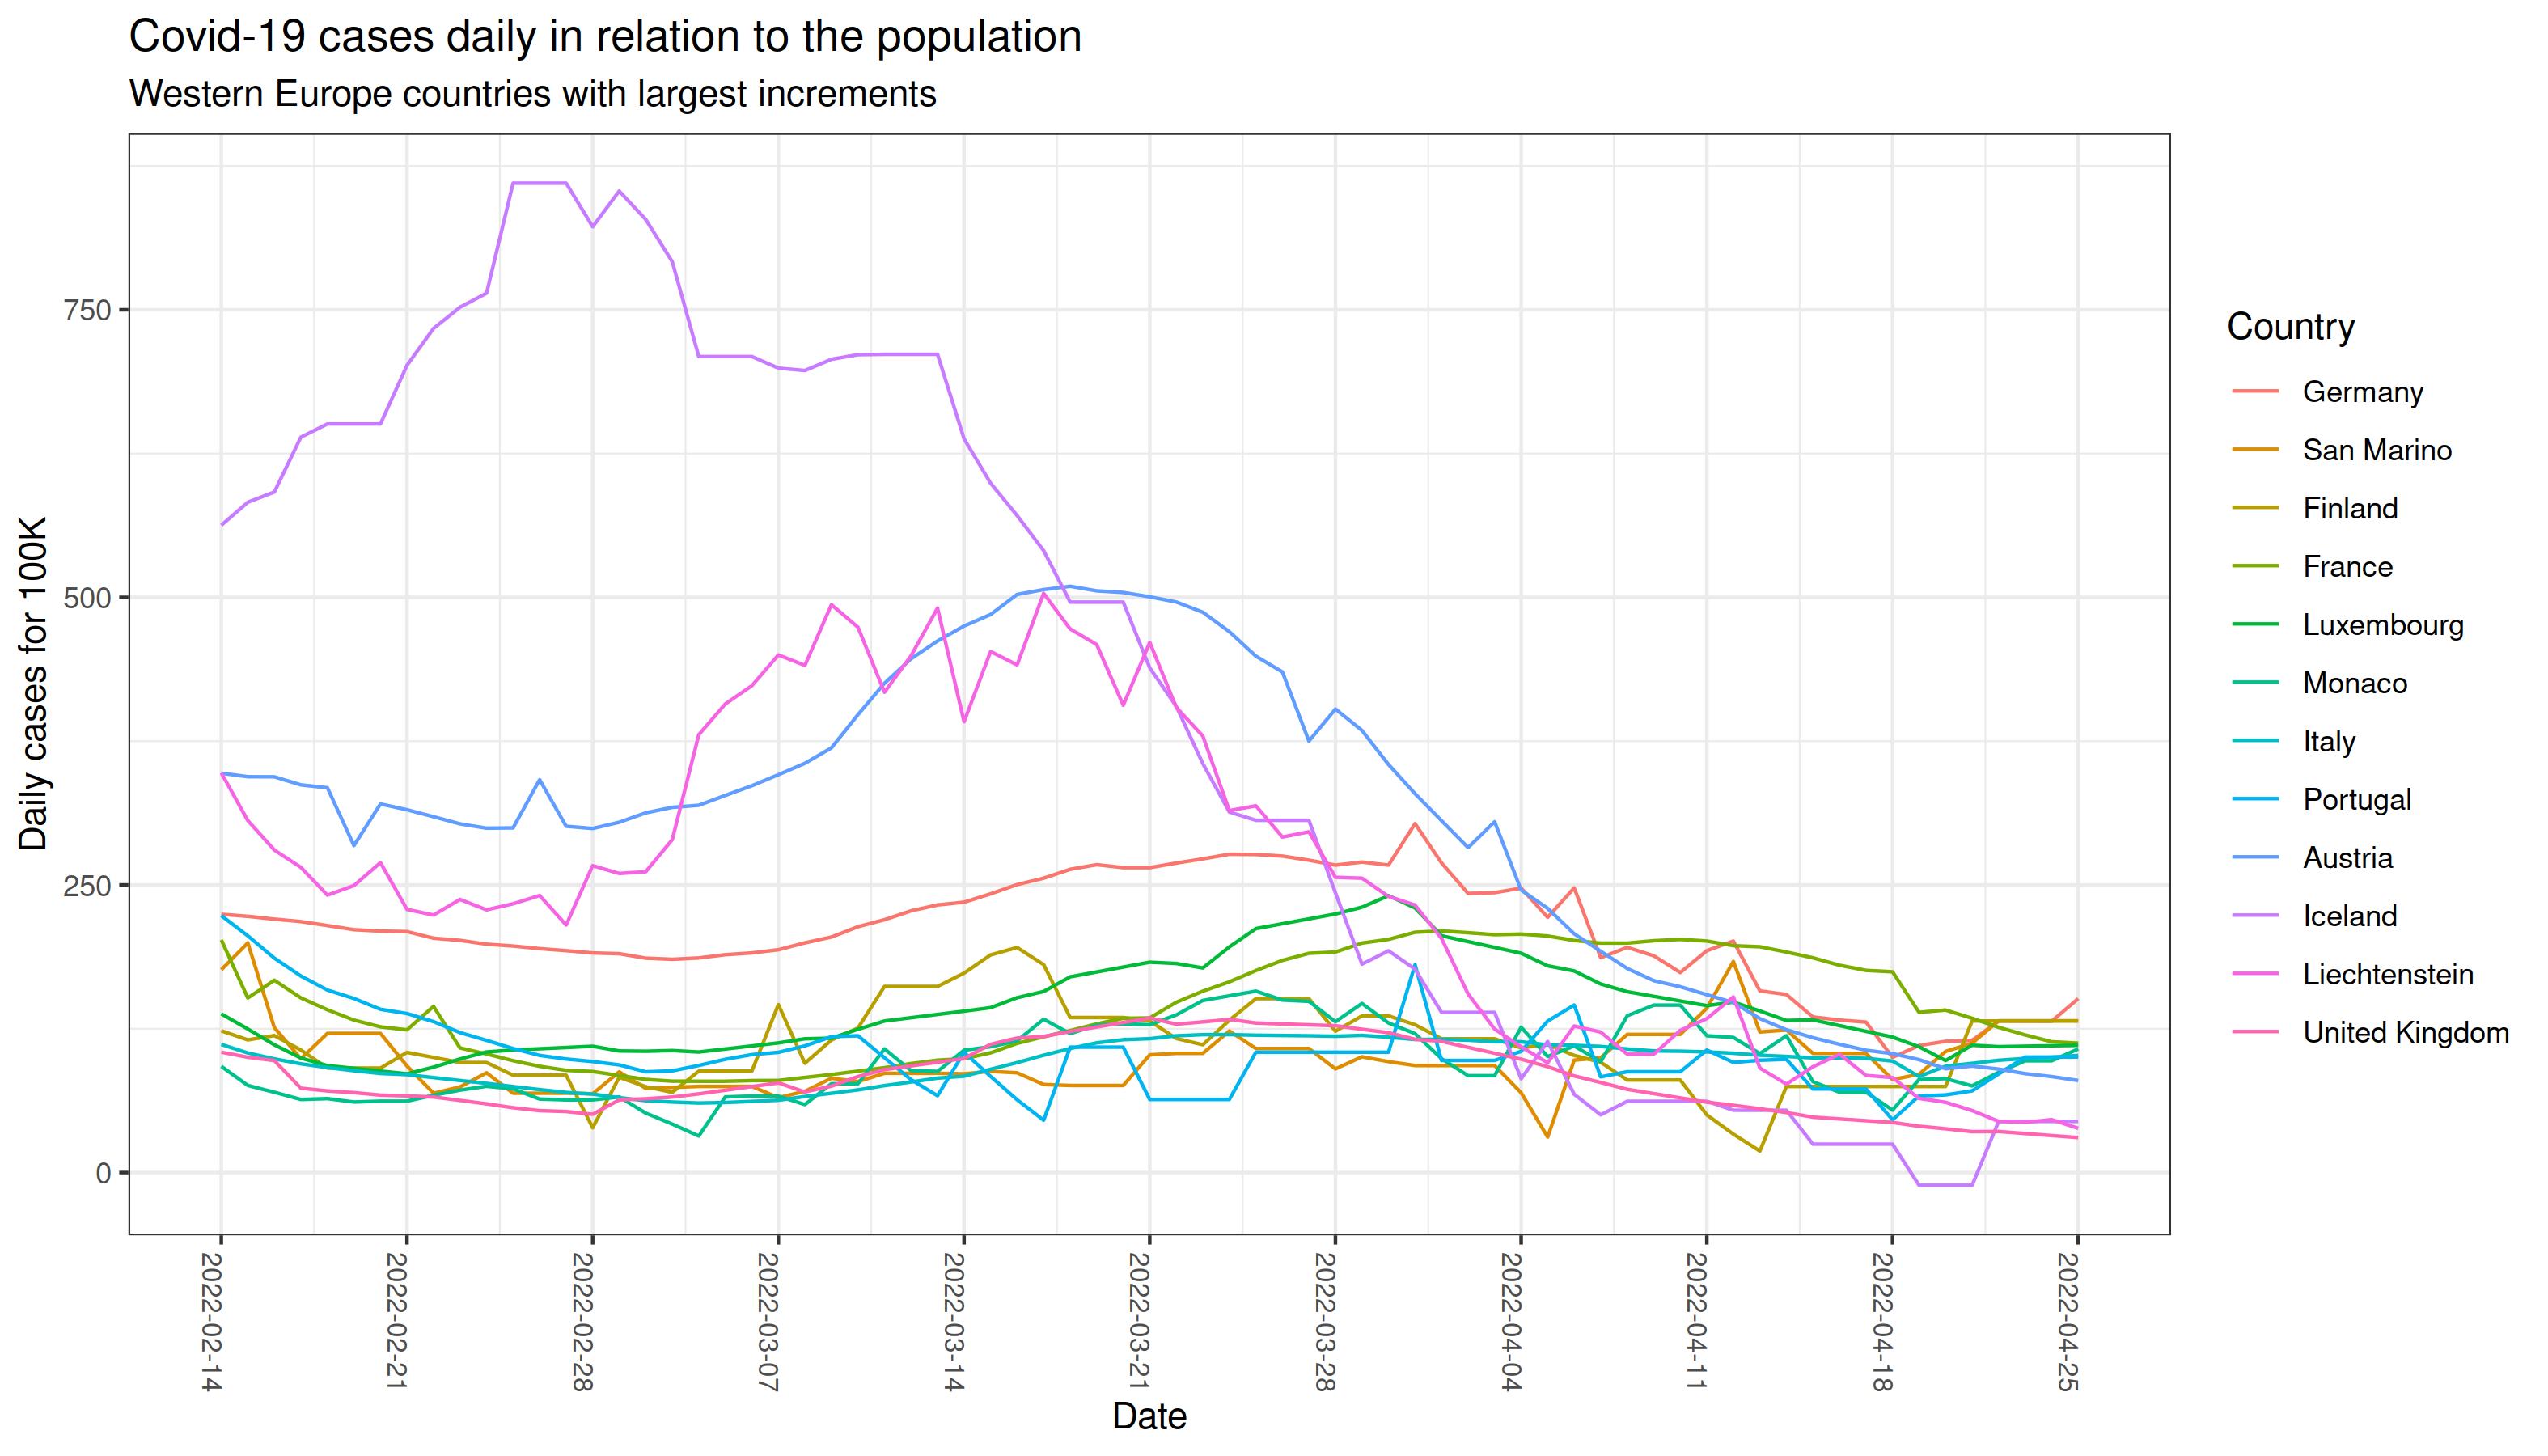 Covid-19 cases daily in relation to the population
Western Europe countries with largest increments
Daily cases for 100K
750
500
250
0
2022-02-14
2022-02-21
2022-02-28
2022-03-07
2022-03-14
2022-03-21
2022-03-28
2022-04-04
2022-04-11
2022-04-18
2022-04-25
Date
Country
Germany
San Marino
Finland
France
Luxembourg
Monaco
Italy
Portugal
Austria
Iceland
Liechtenstein
United Kingdom